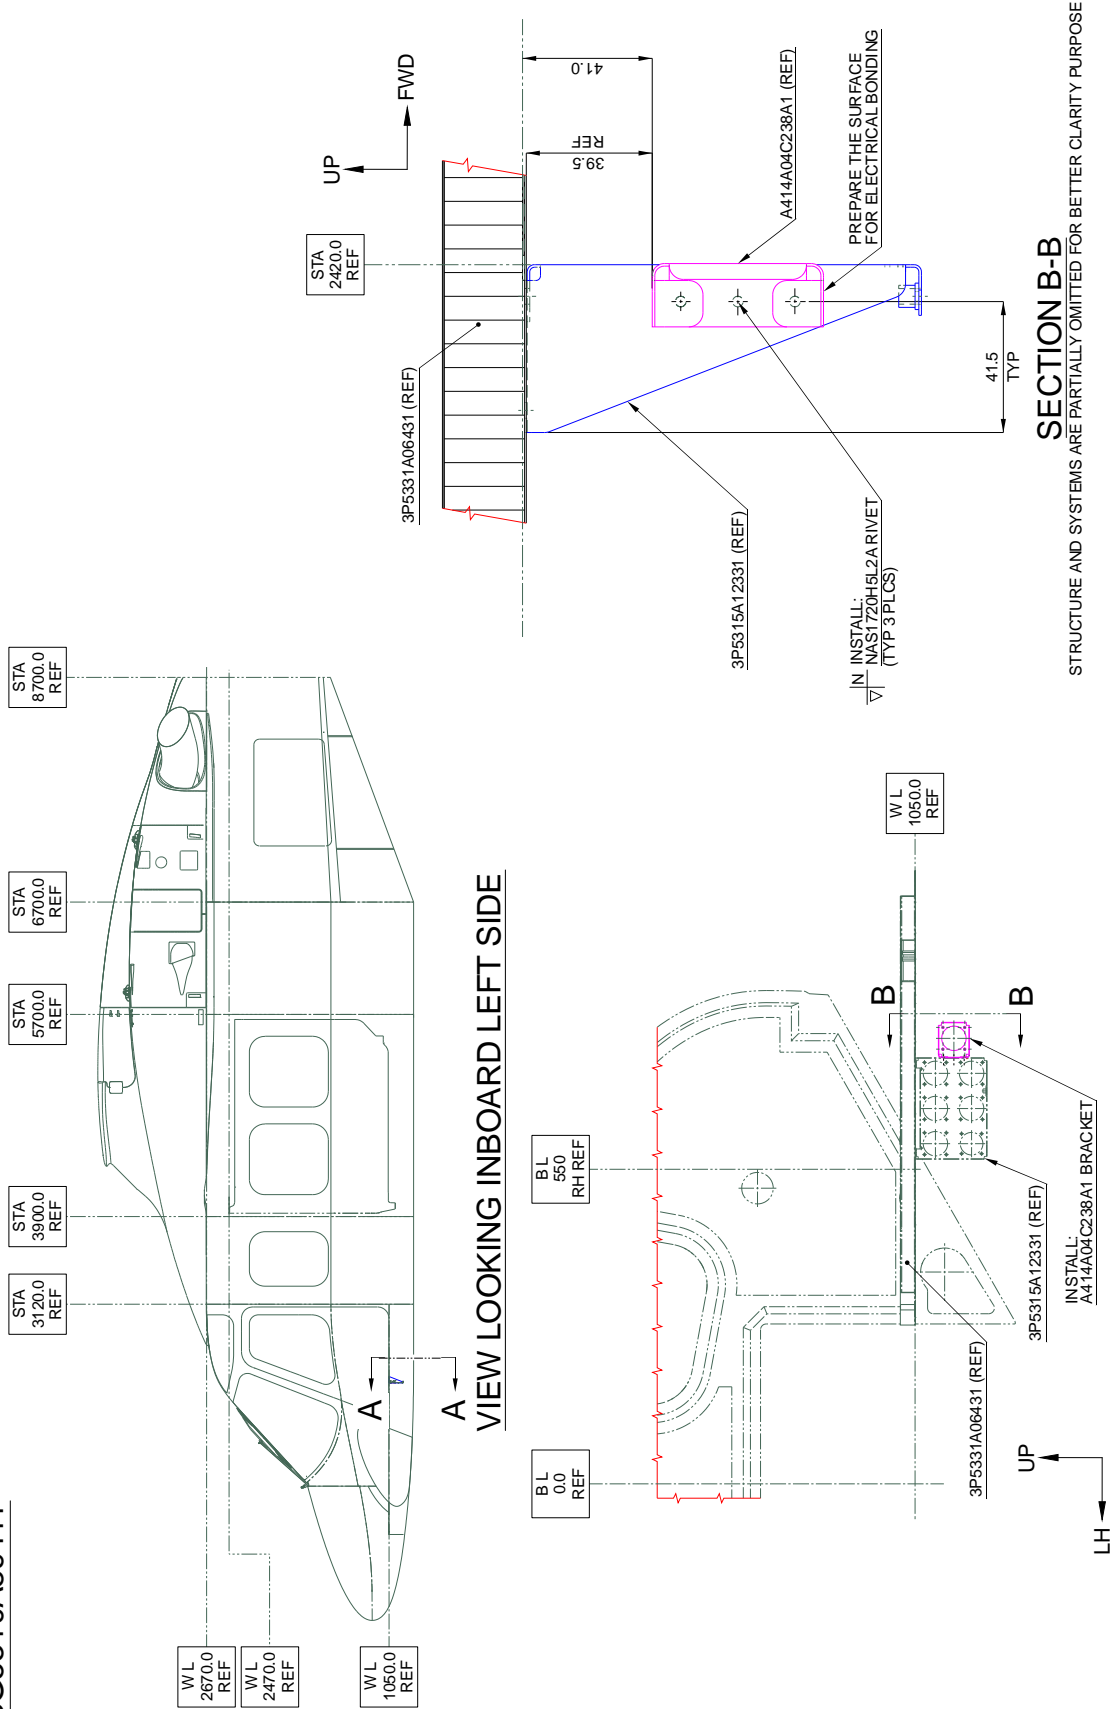 STA
8700.0
REF
STA
6700.0
REF
STA
5700.0
REF
STA
3900.0
REF
STA
3120.0
REF
WL
2670.0
REF
WL
2470.0
REF
WL
1050.0
REF
A
A
VIEW LOOKING INBOARD LEFT SIDE
UP
FWD
STA
2420.0
REF
3P5331A06431 (REF)
41.0
39.5
REF
A414A04C238A1 (REF)
PREPARE THE SURFACE
FOR ELECTRICAL BONDING
41.5
TYP
3P5315A12331 (REF)
N INSTALL:
NAS1720H5L2A RIVET
(TYP 3 PLCS)
SECTION B-B
STRUCTURE AND SYSTEMS ARE PARTIALLY OMITTED FOR BETTER CLARITY PURPOSE
BL
0.0
REF
BL
550
RH REF
WL
1050.0
REF
B
B
3P5331A06431 (REF)
3P5315A12331 (REF)
INSTALL:
A414A04C238A1 BRACKET
UP
LH